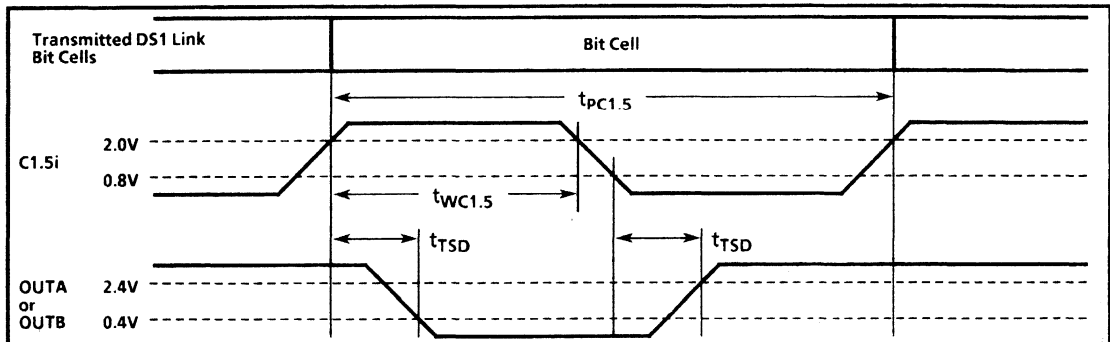 Transmitted DS1 Link
Bit Cells
Bit Cell
tPC1.5
C1.5i
2.0V
0.8V
tWC1.5
tTSD
tTSD
OUTA
or
OUTB
2.4V
0.4V